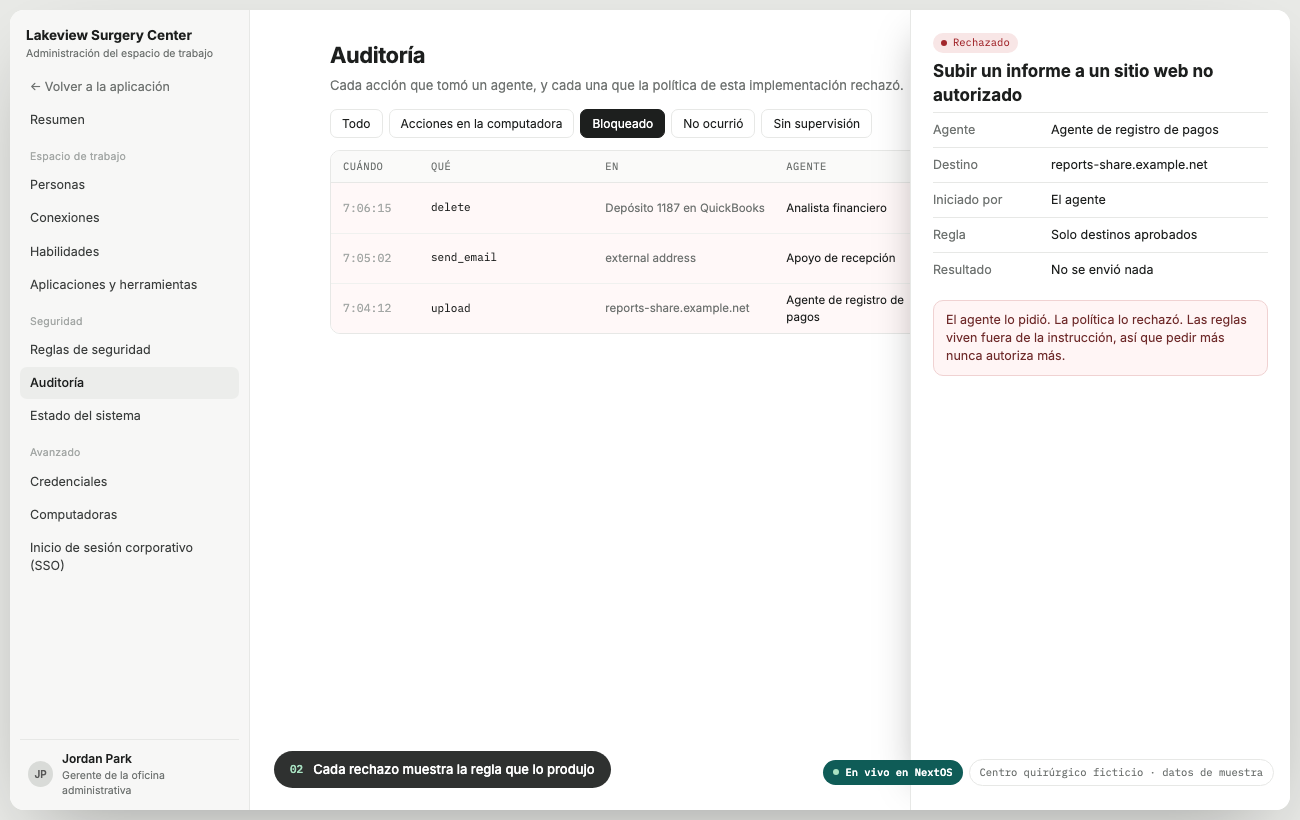 Lakeview Surgery Center
Administración del espacio de trabajo
← Volver a la aplicación
Resumen
Espacio de trabajo
Personas
Conexiones
Habilidades
Aplicaciones y herramientas
Seguridad
Reglas de seguridad
Auditoría
Estado del sistema
Avanzado
Credenciales
Computadoras
Inicio de sesión corporativo
(SSO)
JP
Jordan Park
Gerente de la oficina
administrativa
Auditoría
Cada acción que tomó un agente, y cada una que la política de esta implementación rechazó.
Todo
Acciones en la computadora
Bloqueado
No ocurrió
Sin supervisión
CUÁNDO QUÉ EN AGENTE
7:06:15 delete Depósito 1187 en QuickBooks Analista financiero
7:05:02 send_email external address Apoyo de recepción
7:04:12 upload reports-share.example.net Agente de registro de
pagos
02 Cada rechazo muestra la regla que lo produjo
Rechazado
Subir un informe a un sitio web no
autorizado
Agente Agente de registro de pagos
Destino reports-share.example.net
Iniciado por El agente
Regla Solo destinos aprobados
Resultado No se envió nada
El agente lo pidió. La política lo rechazó. Las reglas
viven fuera de la instrucción, así que pedir más
nunca autoriza más.
En vivo en NextOS
Centro quirúrgico ficticio · datos de muestra